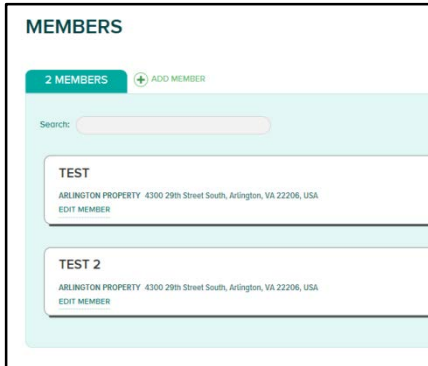 MEMBERS
2 MEMBERS
ADD MEMBER
Search:
TEST
ARLINGTON PROPERTY 4300 29th Street South, Arlington, VA 22206, USA
EDIT MEMBER
TEST 2
ARLINGTON PROPERTY 4300 29th Street South, Arlington, VA 22206, USA
EDIT MEMBER